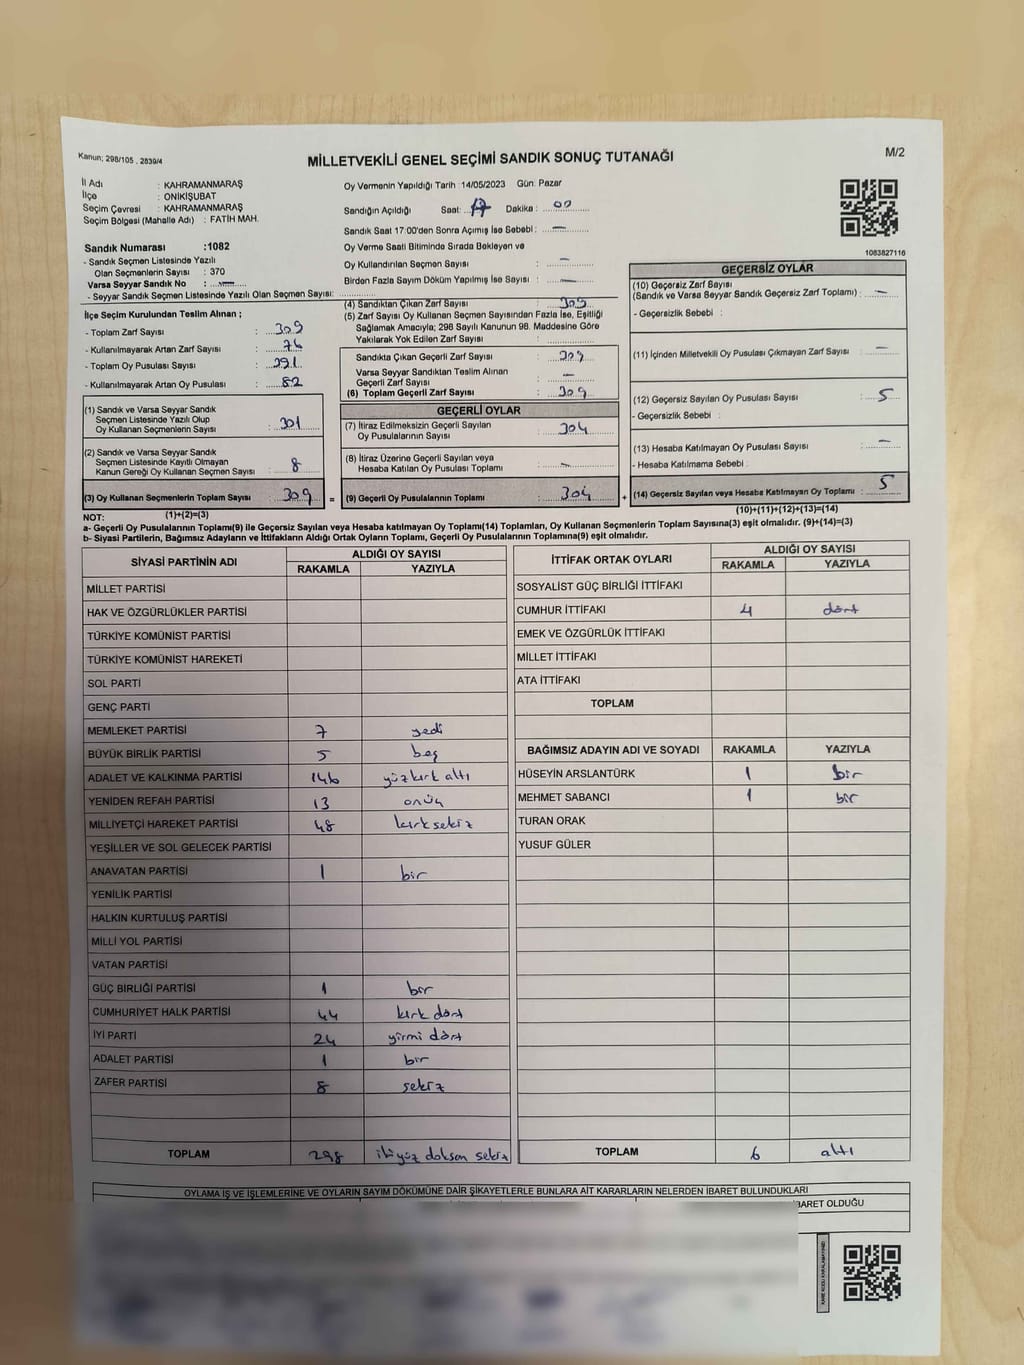 Kanun; 298/105 , 2839/4
MİLLETVEKİLİ GENEL SEÇİMİ SANDIK SONUÇ TUTANAĞI
M/2
İl Adı : KAHRAMANMARAŞ
İlçe : ONİKİŞUBAT
Seçim Çevresi : KAHRAMANMARAŞ
Seçim Bölgesi (Mahalle Adı) : FATİH MAH.
Sandık Numarası :1082
- Sandık Seçmen Listesinde Yazılı
Olan Seçmenlerin Sayısı : 370
Varsa Seyyar Sandık No : —
- Seyyar Sandık Seçmen Listesinde Yazılı Olan Seçmen Sayısı:
Oy Vermenin Yapıldığı Tarih :14/05/2023 Gün: Pazar
Sandığın Açıldığı Saat: 17 Dakika : 00
Sandık Saat 17:00'den Sonra Açımış İse Sebebi : —
Oy Verme Saati Bitiminde Sırada Bekleyen ve
Oy Kullandırılan Seçmen Sayısı : —
Birden Fazla Sayım Döküm Yapılmış İse Sayısı : —
1083827116
İlçe Seçim Kurulundan Teslim Alınan ;
- Toplam Zarf Sayısı :
- Kullanılmayarak Artan Zarf Sayısı : 76
- Toplam Oy Pusulası Sayısı : 391
- Kullanılmayarak Artan Oy Pusulası : 82
(1) Sandık ve Varsa Seyyar Sandık
Seçmen Listesinde Yazılı Olup
Oy Kullanan Seçmenlerin Sayısı : 301
(2) Sandık ve Varsa Seyyar Sandık
Seçmen Listesinde Kayıtlı Olmayan
Kanun Gereği Oy Kullanan Seçmen Sayısı : 8
(3) Oy Kullanan Seçmenlerin Toplam Sayısı : 309 =
(1)+(2)=(3)
(4) Sandıktan Çıkan Zarf Sayısı : 309
(5) Zarf Sayısı Oy Kullanan Seçmen Sayısından Fazla İse, Eşitliği
Sağlamak Amacıyla; 298 Sayılı Kanunun 98. Maddesine Göre
Yakılarak Yok Edilen Zarf Sayısı :
Sandıkta Çıkan Geçerli Zarf Sayısı : 309
Varsa Seyyar Sandıktan Teslim Alınan
Geçerli Zarf Sayısı : —
(6) Toplam Geçerli Zarf Sayısı : 309
GEÇERLİ OYLAR
(7) İtiraz Edilmeksizin Geçerli Sayılan
Oy Pusulalarının Sayısı : 304
(8) İtiraz Üzerine Geçerli Sayılan veya
Hesaba Katılan Oy Pusulası Toplamı : —
(9) Geçerli Oy Pusulalarının Toplamı : 304 +
GEÇERSİZ OYLAR
(10) Geçersiz Zarf Sayısı
(Sandık ve Varsa Seyyar Sandık Geçersiz Zarf Toplamı) : —
- Geçersizlik Sebebi :
(11) İçinden Milletvekili Oy Pusulası Çıkmayan Zarf Sayısı : —
(12) Geçersiz Sayılan Oy Pusulası Sayısı : 5
- Geçersizlik Sebebi :
(13) Hesaba Katılmayan Oy Pusulası Sayısı : —
- Hesaba Katılmama Sebebi :
(14) Geçersiz Sayılan veya Hesaba Katılmayan Oy Toplamı : 5
(10)+(11)+(12)+(13)=(14)
NOT:
a- Geçerli Oy Pusulalarının Toplamı(9) ile Geçersiz Sayılan veya Hesaba katılmayan Oy Toplamı(14) Toplamları, Oy Kullanan Seçmenlerin Toplam Sayısına(3) eşit olmalıdır. (9)+(14)=(3)
b- Siyasi Partilerin, Bağımsız Adayların ve İttifakların Aldığı Ortak Oyların Toplamı, Geçerli Oy Pusulalarının Toplamına(9) eşit olmalıdır.
SİYASİ PARTİNİN ADI ALDIĞI OY SAYISI
RAKAMLA YAZIYLA
MİLLET PARTİSİ
HAK VE ÖZGÜRLÜKLER PARTİSİ
TÜRKİYE KOMÜNİST PARTİSİ
TÜRKİYE KOMÜNİST HAREKETİ
SOL PARTİ
GENÇ PARTİ
MEMLEKET PARTİSİ 7 yedi
BÜYÜK BİRLİK PARTİSİ 5 beş
ADALET VE KALKINMA PARTİSİ 146 yüzkırk altı
YENİDEN REFAH PARTİSİ 13 onüç
MİLLİYETÇİ HAREKET PARTİSİ 48 kırksekiz
YEŞİLLER VE SOL GELECEK PARTİSİ
ANAVATAN PARTİSİ 1 bir
YENİLİK PARTİSİ
HALKIN KURTULUŞ PARTİSİ
MİLLİ YOL PARTİSİ
VATAN PARTİSİ
GÜÇ BİRLİĞİ PARTİSİ 1 bir
CUMHURİYET HALK PARTİSİ 44 kırk dört
İYİ PARTİ 24 yirmi dört
ADALET PARTİSİ 1 bir
ZAFER PARTİSİ 8 sekiz
TOPLAM 298 ikiyüz doksan sekiz
İTTİFAK ORTAK OYLARI ALDIĞI OY SAYISI
RAKAMLA YAZIYLA
SOSYALİST GÜÇ BİRLİĞİ İTTİFAKI
CUMHUR İTTİFAKI 4 dört
EMEK VE ÖZGÜRLÜK İTTİFAKI
MİLLET İTTİFAKI
ATA İTTİFAKI
TOPLAM
BAĞIMSIZ ADAYIN ADI VE SOYADI RAKAMLA YAZIYLA
HÜSEYİN ARSLANTÜRK 1 bir
MEHMET SABANCI 1 bir
TURAN ORAK
YUSUF GÜLER
TOPLAM 6 altı
OYLAMA İŞ VE İŞLEMLERİNE VE OYLARIN SAYIM DÖKÜMÜNE DAİR ŞİKAYETLERLE BUNLARA AİT KARARLARIN NELERDEN İBARET BULUNDUKLARI
İBARET OLDUĞU